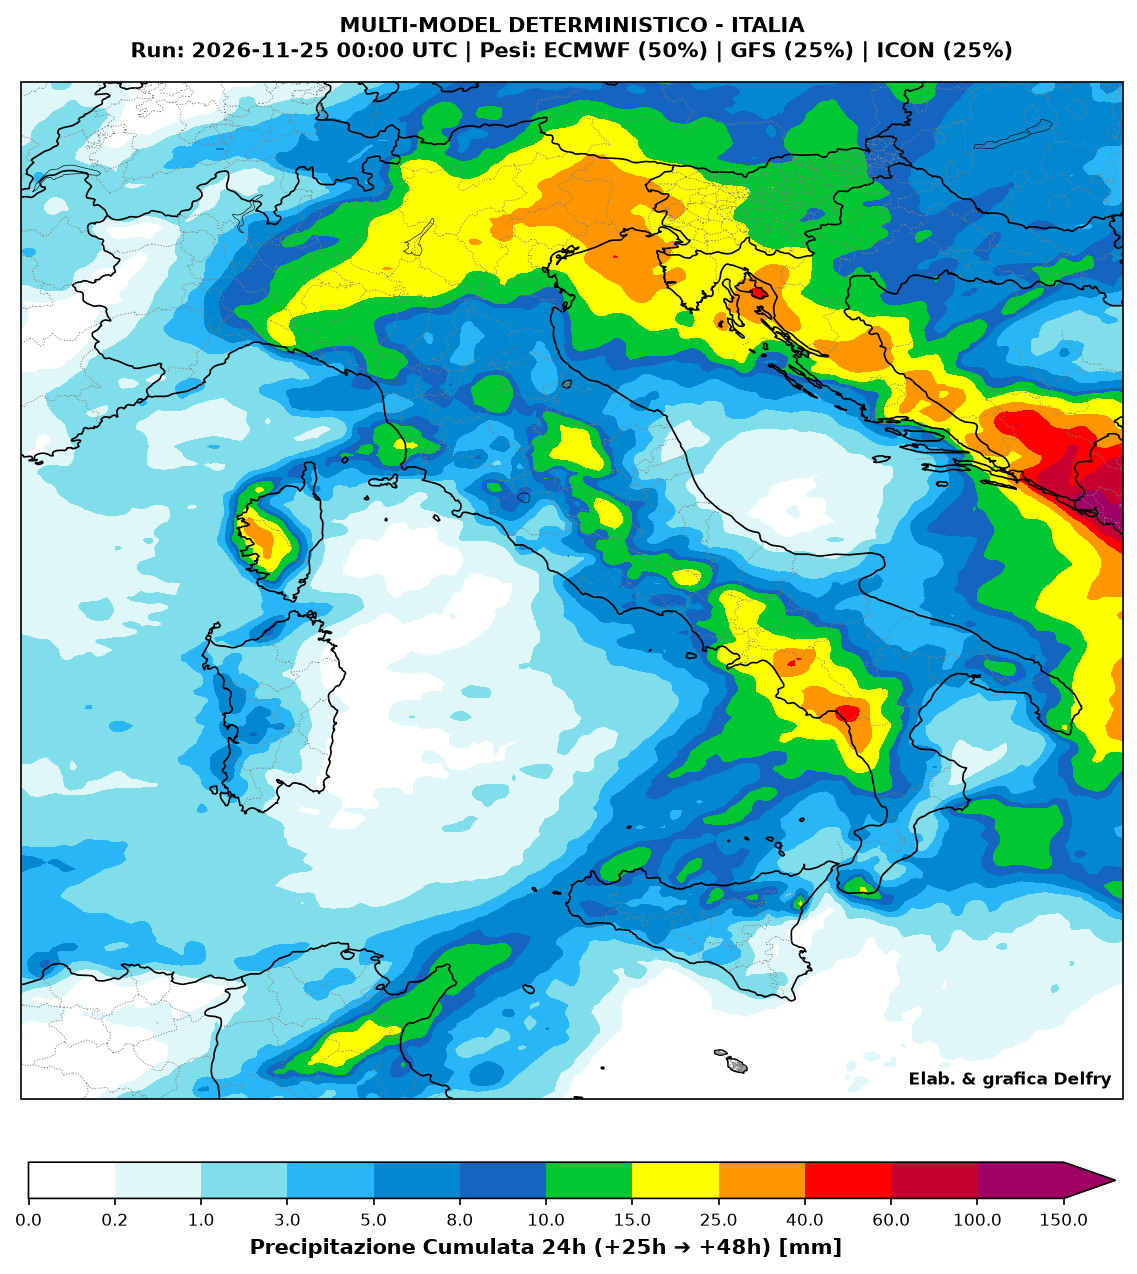 MULTI-MODEL DETERMINISTICO - ITALIA
Run: 2026-11-25 00:00 UTC | Pesi: ECMWF (50%) | GFS (25%) | ICON (25%)
Elab. & grafica Delfry
0.0 0.2 1.0 3.0 5.0 8.0 10.0 15.0 25.0 40.0 60.0 100.0 150.0
Precipitazione Cumulata 24h (+25h → +48h) [mm]